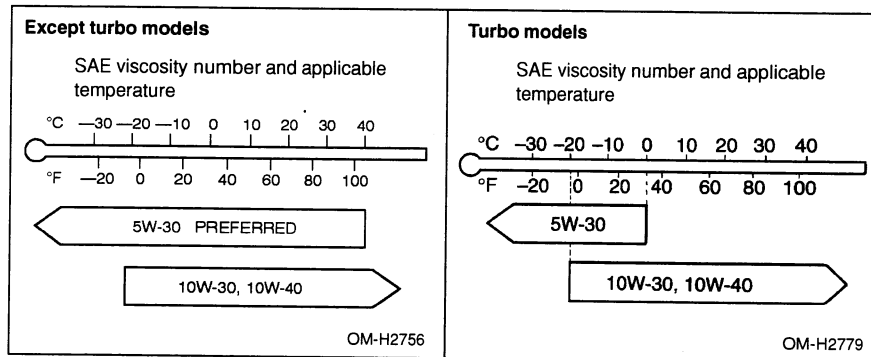 Except turbo models
SAE viscosity number and applicable
temperature
°C —30 —20 —10 0 10 20 30 40
°F —20 0 20 40 60 80 100
5W-30 PREFERRED
10W-30, 10W-40
OM-H2756
Turbo models
SAE viscosity number and applicable
temperature
°C -30 -20 -10 0 10 20 30 40
°F -20 0 20 40 60 80 100
5W-30
10W-30, 10W-40
OM-H2779